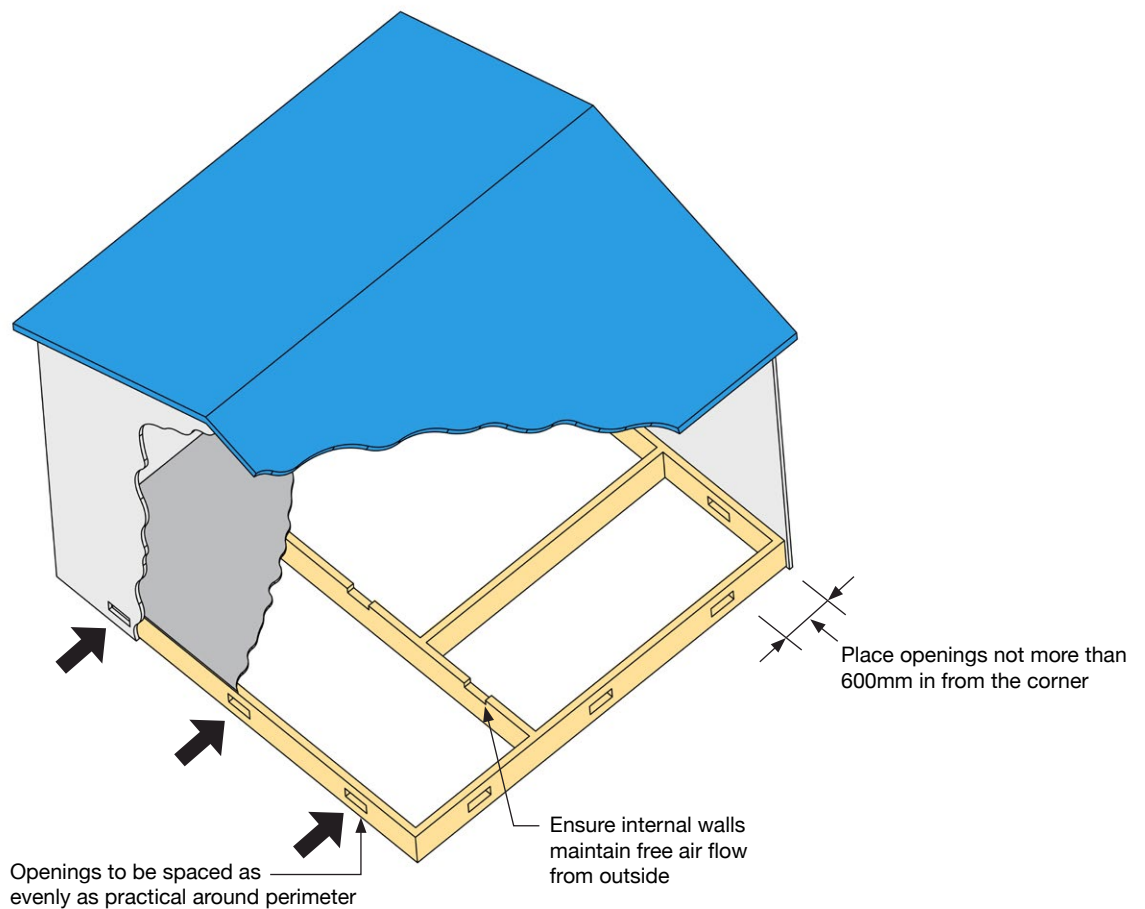 Place openings not more than
600mm in from the corner
Ensure internal walls
maintain free air flow
from outside
Openings to be spaced as
evenly as practical around perimeter